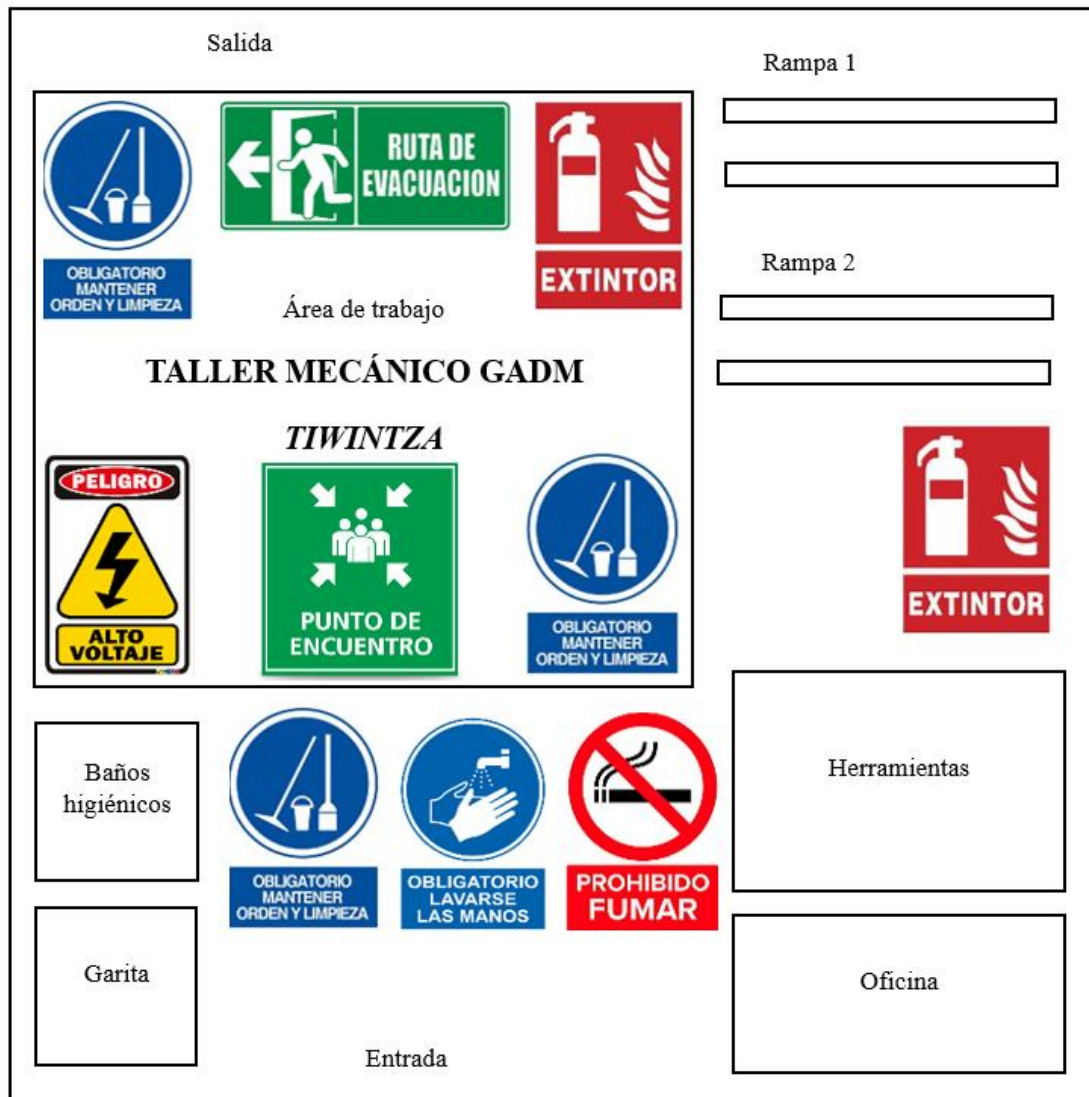 Salida
Rampa 1
OBLIGATORIO
MANTENER
ORDEN Y LIMPIEZA
RUTA DE
EVACUACION
EXTINTOR
Rampa 2
Área de trabajo
TALLER MECÁNICO GADM
TIWINTZA
PELIGRO
ALTO
VOLTAJE
PUNTO DE
ENCUENTRO
OBLIGATORIO
MANTENER
ORDEN Y LIMPIEZA
EXTINTOR
Baños
higiénicos
OBLIGATORIO
MANTENER
ORDEN Y LIMPIEZA
OBLIGATORIO
LAVARSE
LAS MANOS
PROHIBIDO
FUMAR
Herramientas
Garita
Oficina
Entrada